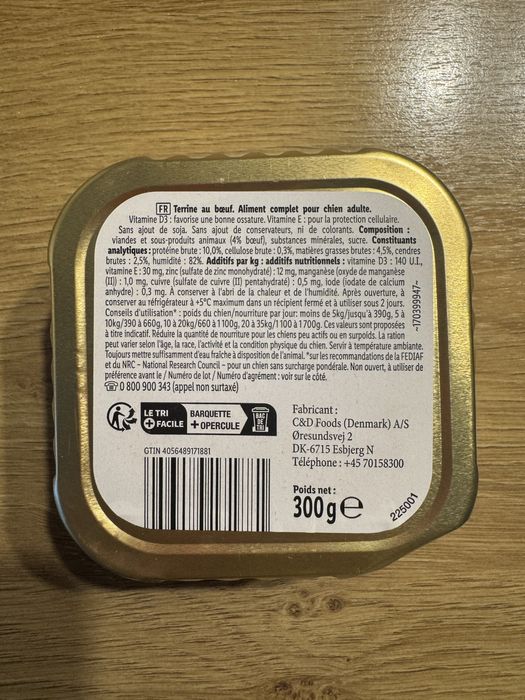 FR Terrine au bœuf. Aliment complet pour chien adulte.
Vitamine D3 : favorise une bonne ossature. Vitamine E : pour la protection cellulaire.
Sans ajout de soja. Sans ajout de conservateurs, ni de colorants. Composition :
viandes et sous-produits animaux (4% bœuf), substances minérales, sucre. Constituants
analytiques : protéine brute : 10,0%, cellulose brute : 0,3%, matières grasses brutes : 4,5%, cendres
brutes : 2,5%, humidité : 82%. Additifs par kg : additifs nutritionnels : vitamine D3 : 140 U.I.,
vitamine E : 30 mg, zinc (sulfate de zinc monohydraté) : 12 mg, manganèse (oxyde de manganèse
(II)) : 1,0 mg, cuivre (sulfate de cuivre (II) pentahydraté) : 0,5 mg, iode (iodate de calcium
anhydre) : 0,3 mg. À conserver à l'abri de la chaleur et de l'humidité. Après ouverture, à
conserver au réfrigérateur à +5°C maximum dans un récipient fermé et à utiliser sous 2 jours.
Conseils d'utilisation* : poids du chien/nourriture par jour: moins de 5kg/jusqu'à 390g, 5 à
10kg/390 à 660g, 10 à 20kg/660 à 1100g, 20 à 35kg/1100 à 1700g. Ces valeurs sont proposées
à titre indicatif. Réduire la quantité de nourriture pour les chiens peu actifs ou en surpoids. La ration
peut varier selon l'âge, la race, l'activité et la condition physique du chien. Servir à température ambiante.
Toujours mettre suffisamment d'eau fraîche à disposition de l'animal. *sur les recommandations de la FEDIAF
et du NRC – National Research Council – pour un chien sans surcharge pondérale. Non ouvert, à utiliser de
préférence avant le / Numéro de lot / Numéro d'agrément : voir sur le côté.
☎ 0 800 900 343 (appel non surtaxé)
~17039994/~
LE TRI
+ FACILE
BARQUETTE
+ OPERCULE
BAC
DE
TRI
Fabricant :
C&D Foods (Denmark) A/S
Øresundsvej 2
DK-6715 Esbjerg N
Téléphone : +45 70158300
GTIN 4056489171881
Poids net :
300 g e
225001